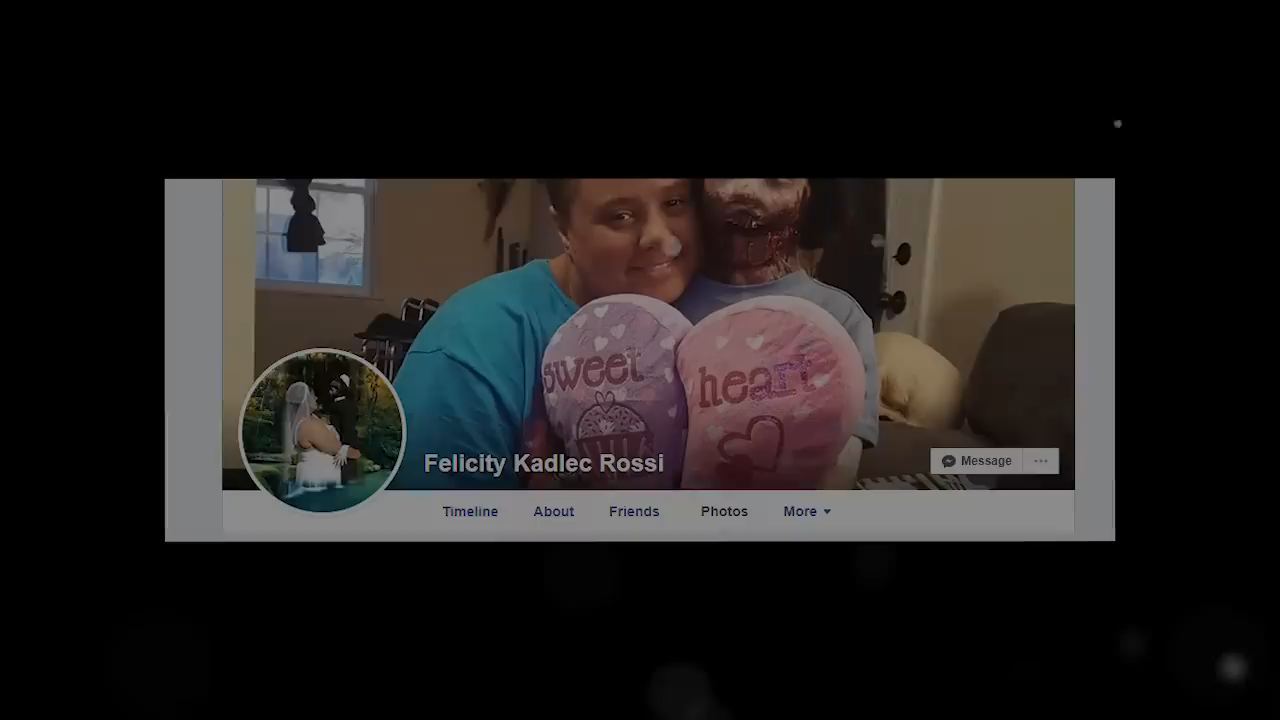 sweet heart
Felicity Kadlec Rossi
Message
Timeline About Friends Photos More